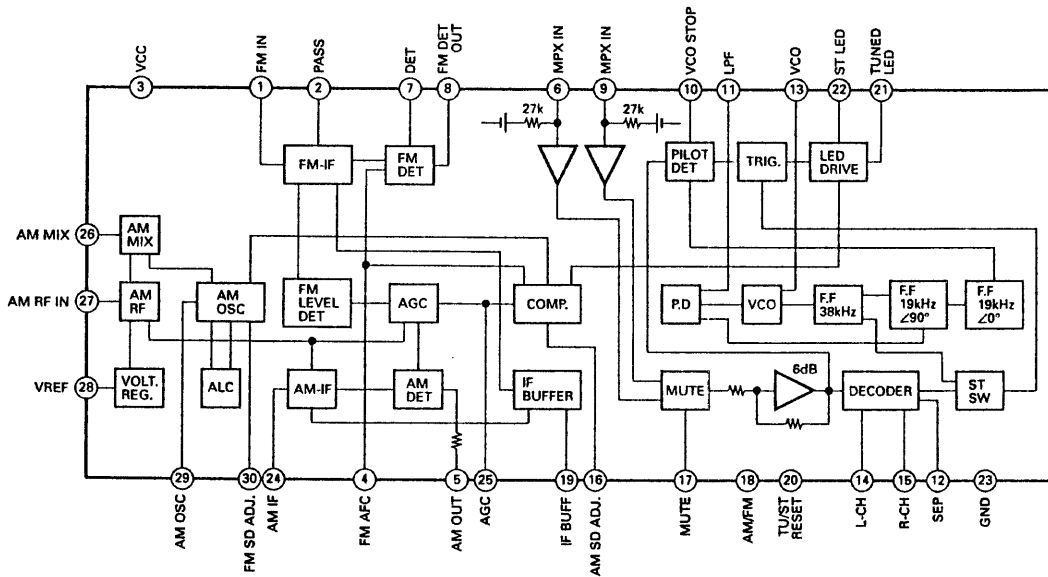 VCC
FM IN
PASS
DET
FM DET
OUT
MPX IN
MPX IN
VCO STOP
LPF
VCO
ST LED
TUNED
LED
3
1
2
7
8
6
9
10
11
13
22
21
27k
27k
FM-IF
FM
DET
PILOT
DET
TRIG.
LED
DRIVE
AM MIX
26
AM
MIX
AM RF IN
27
AM
RF
AM
OSC
FM
LEVEL
DET
AGC
COMP.
P.D
VCO
F.F
38kHz
F.F
19kHz
∠90°
F.F
19kHz
∠0°
VREF
28
VOLT.
REG.
ALC
AM-IF
AM
DET
IF
BUFFER
MUTE
6dB
DECODER
ST
SW
29
30
24
4
5
25
19
16
17
18
20
14
15
12
23
AM OSC
FM SD ADJ.
AM IF
FM AFC
AM OUT
AGC
IF BUFF
AM SD ADJ.
MUTE
AM/FM
TU/ST
RESET
L-CH
R-CH
SEP
GND